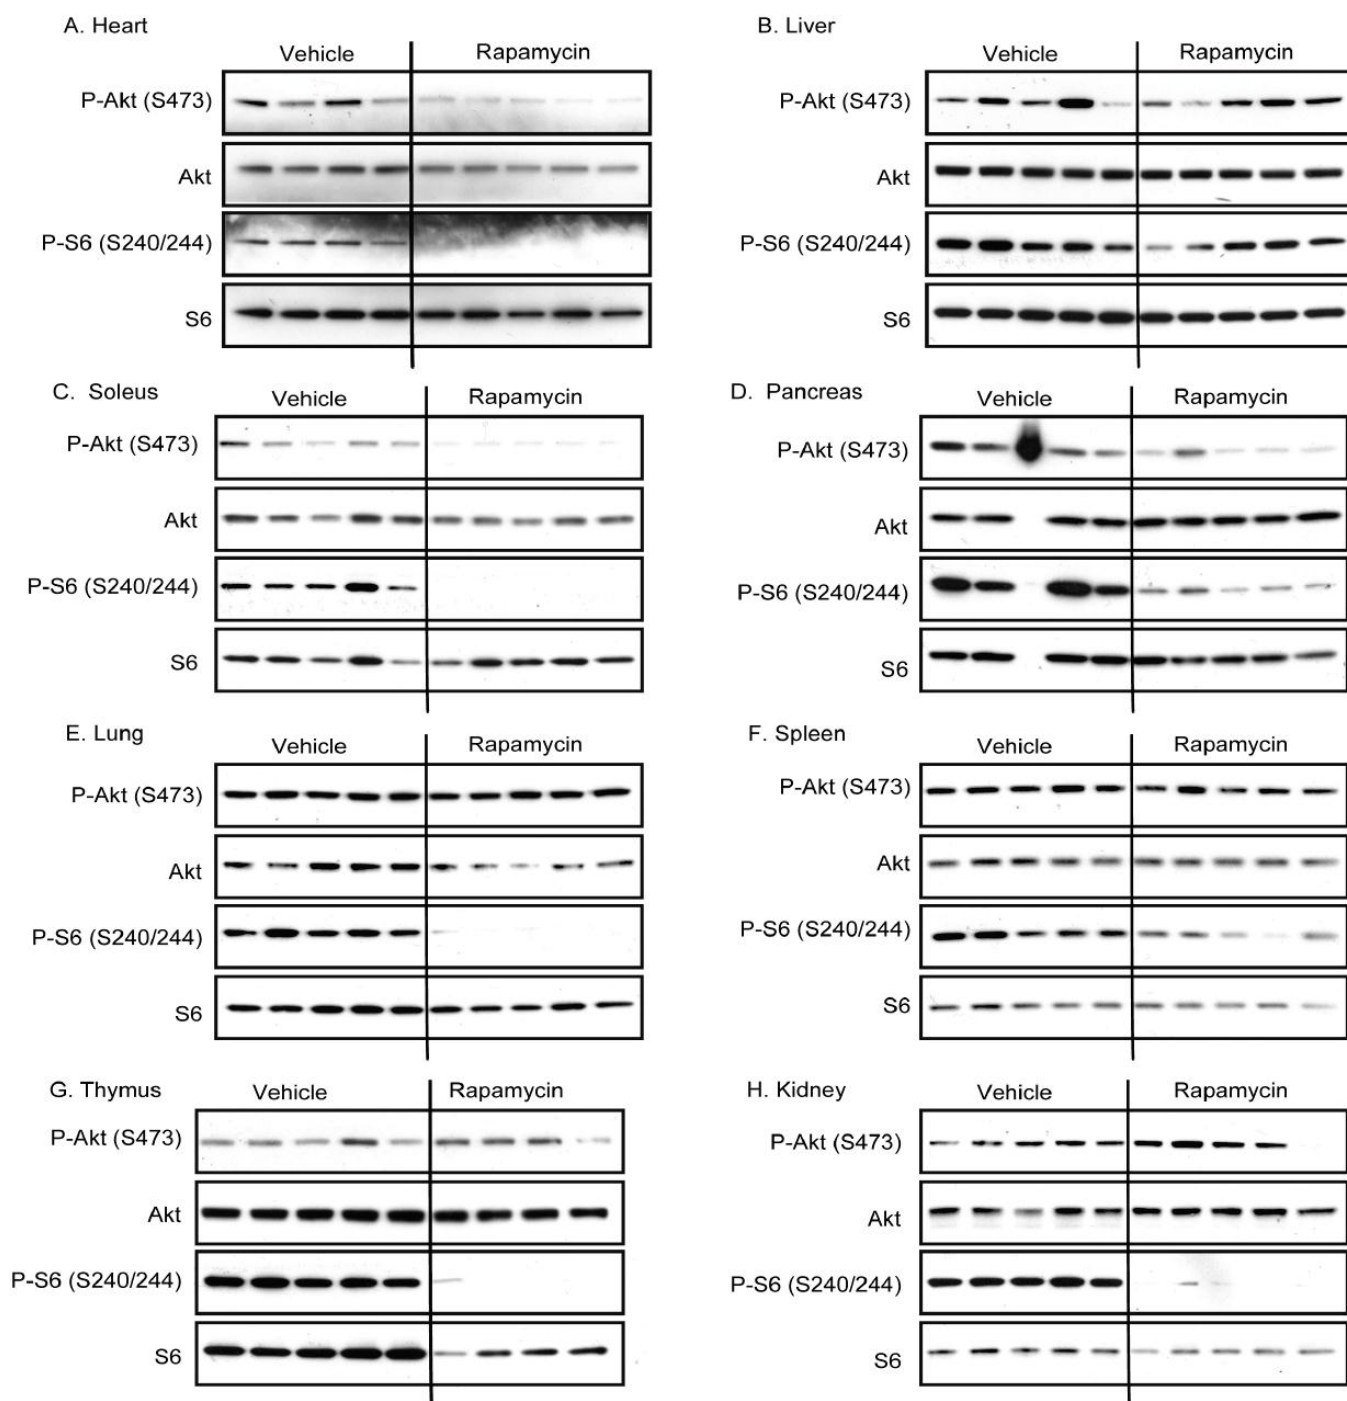 A. Heart
Vehicle Rapamycin
P-Akt (S473)
Akt
P-S6 (S240/244)
S6
B. Liver
Vehicle Rapamycin
P-Akt (S473)
Akt
P-S6 (S240/244)
S6
C. Soleus
Vehicle Rapamycin
P-Akt (S473)
Akt
P-S6 (S240/244)
S6
D. Pancreas
Vehicle Rapamycin
P-Akt (S473)
Akt
P-S6 (S240/244)
S6
E. Lung
Vehicle Rapamycin
P-Akt (S473)
Akt
P-S6 (S240/244)
S6
F. Spleen
Vehicle Rapamycin
P-Akt (S473)
Akt
P-S6 (S240/244)
S6
G. Thymus
Vehicle Rapamycin
P-Akt (S473)
Akt
P-S6 (S240/244)
S6
H. Kidney
Vehicle Rapamycin
P-Akt (S473)
Akt
P-S6 (S240/244)
S6